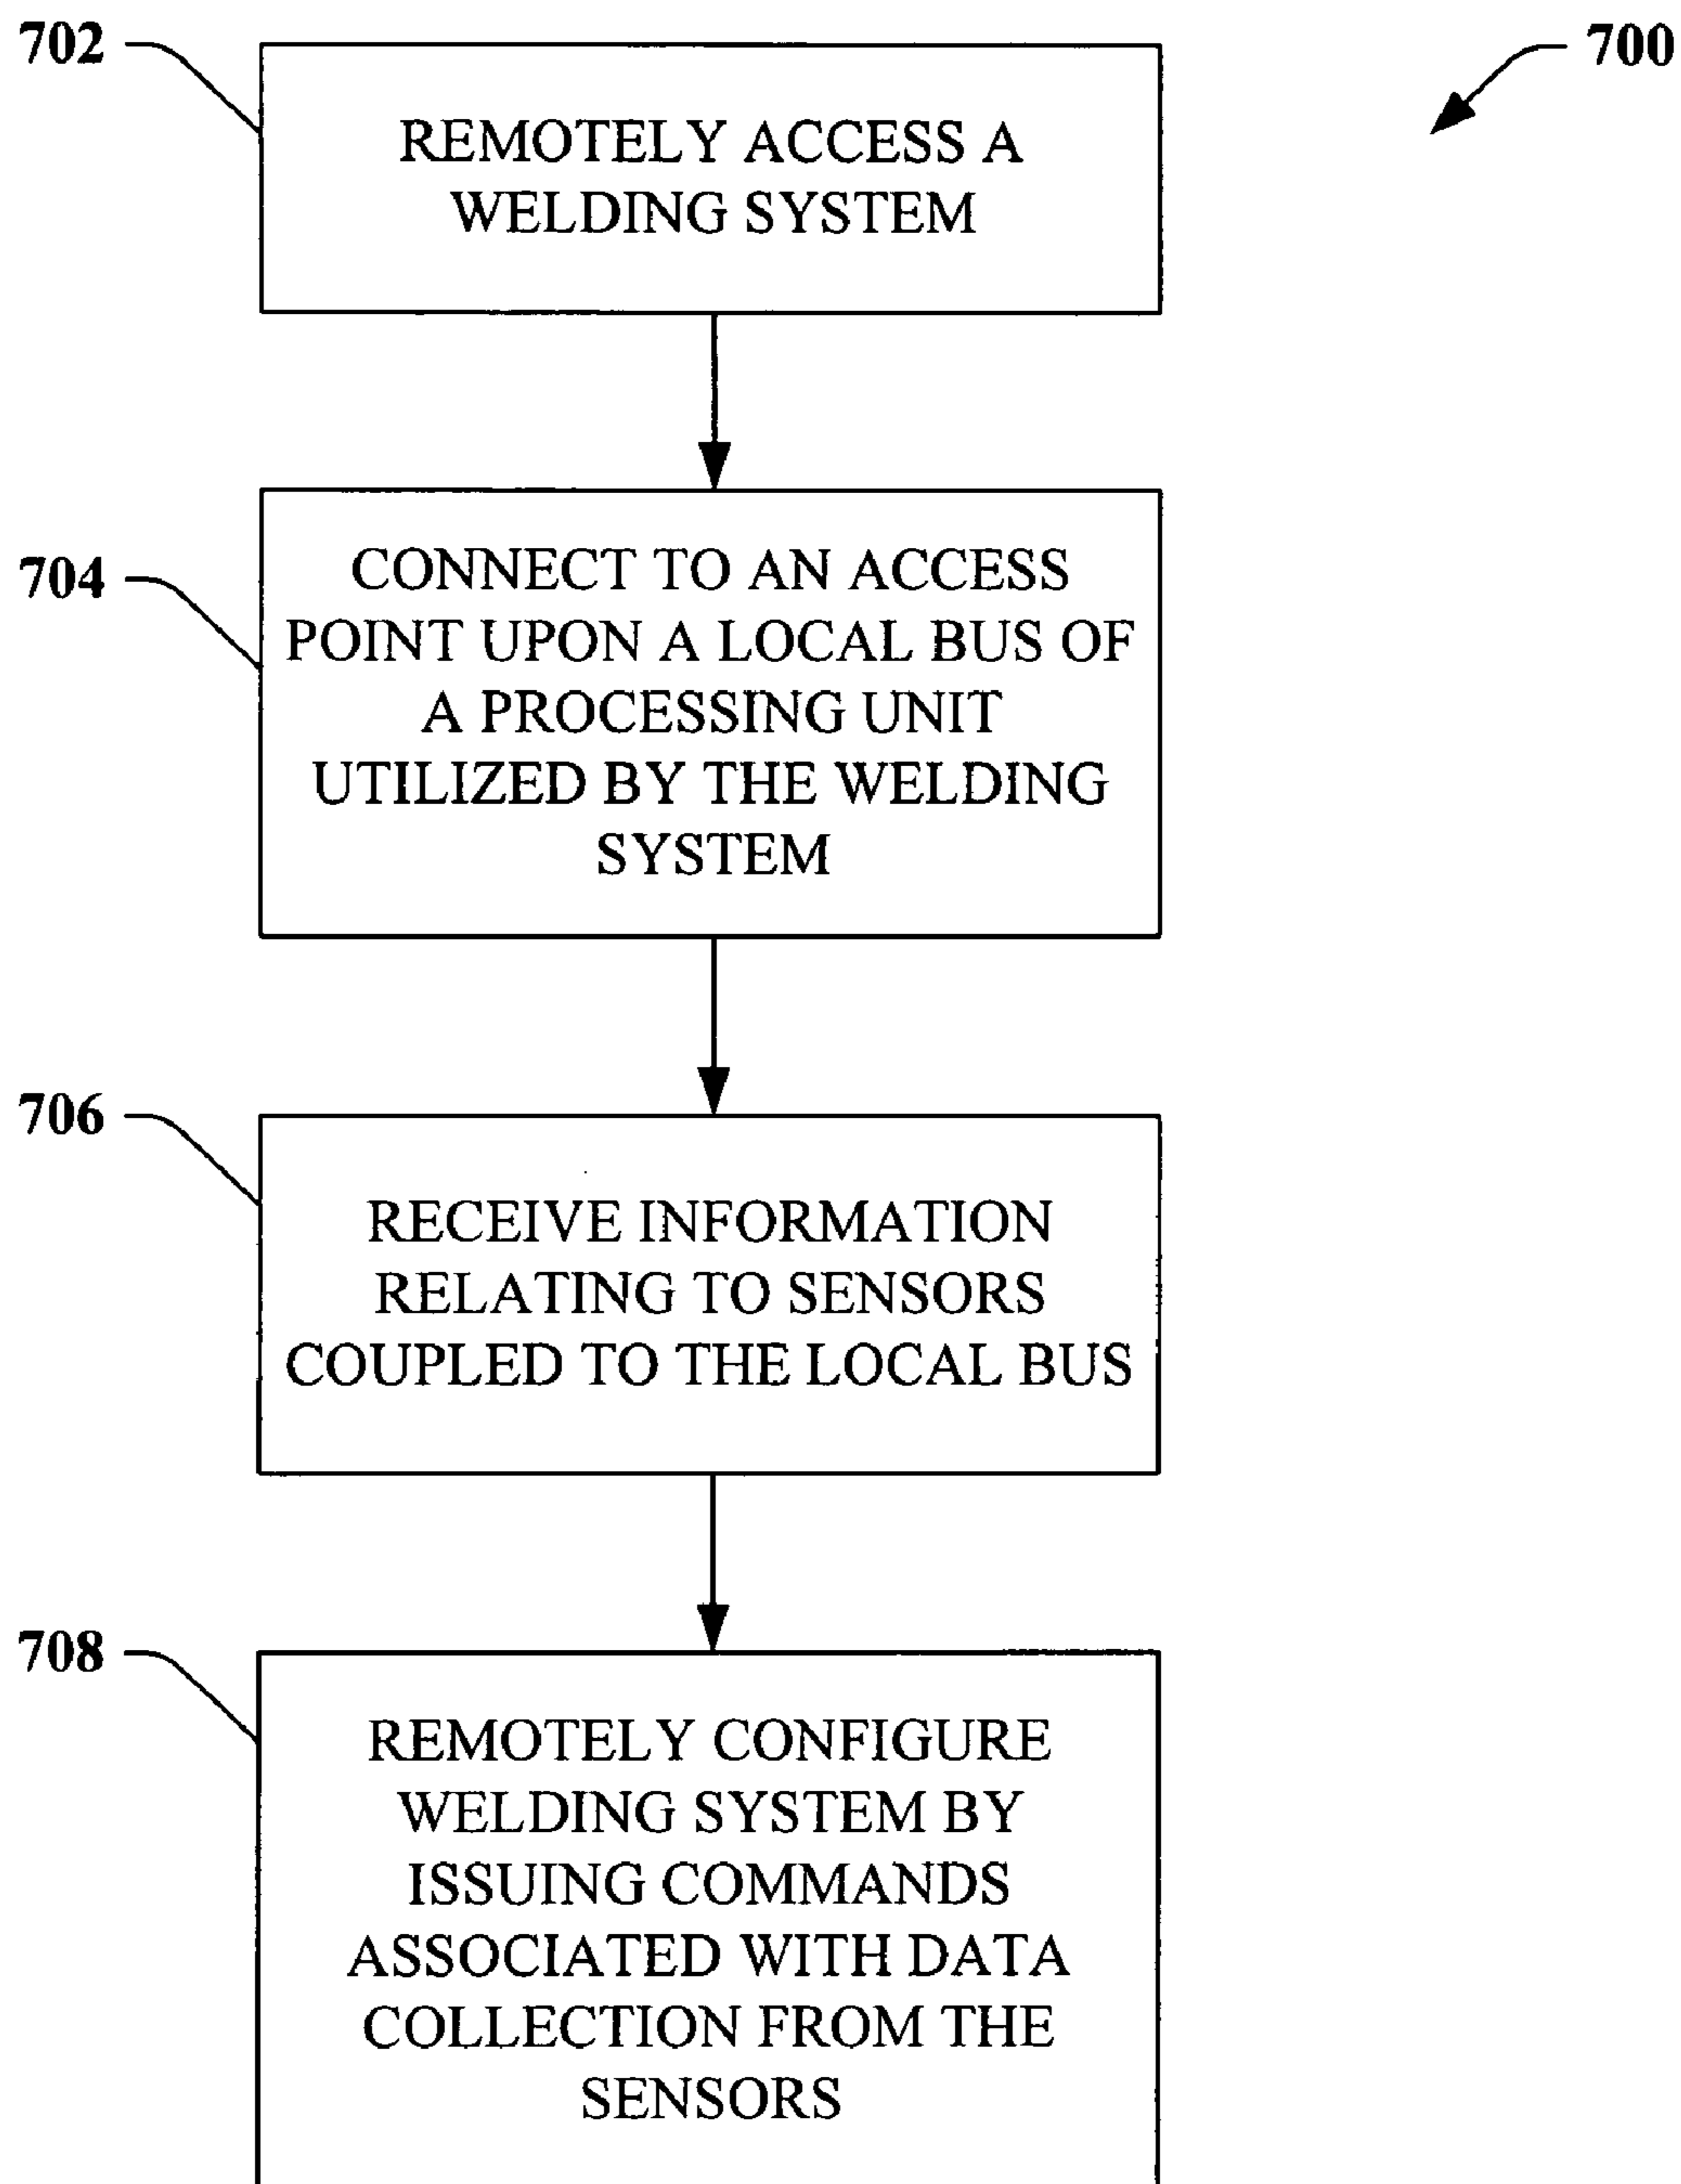 702
700
REMOTELY ACCESS A
WELDING SYSTEM
704
CONNECT TO AN ACCESS
POINT UPON A LOCAL BUS OF
A PROCESSING UNIT
UTILIZED BY THE WELDING
SYSTEM
706
RECEIVE INFORMATION
RELATING TO SENSORS
COUPLED TO THE LOCAL BUS
708
REMOTELY CONFIGURE
WELDING SYSTEM BY
ISSUING COMMANDS
ASSOCIATED WITH DATA
COLLECTION FROM THE
SENSORS